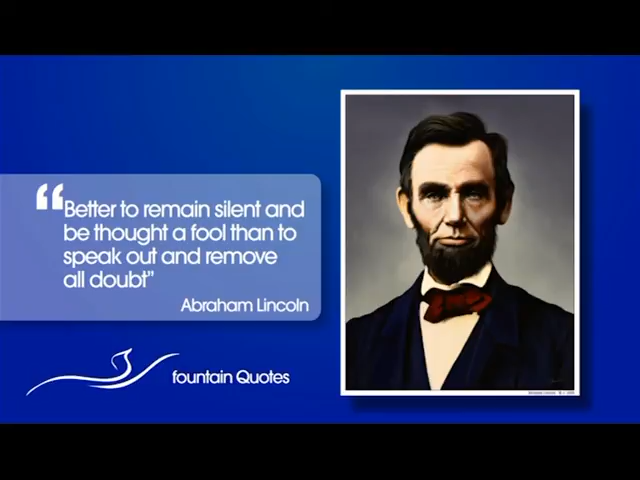 “Better to remain silent and
be thought a fool than to
speak out and remove
all doubt”
Abraham Lincoln
fountain Quotes